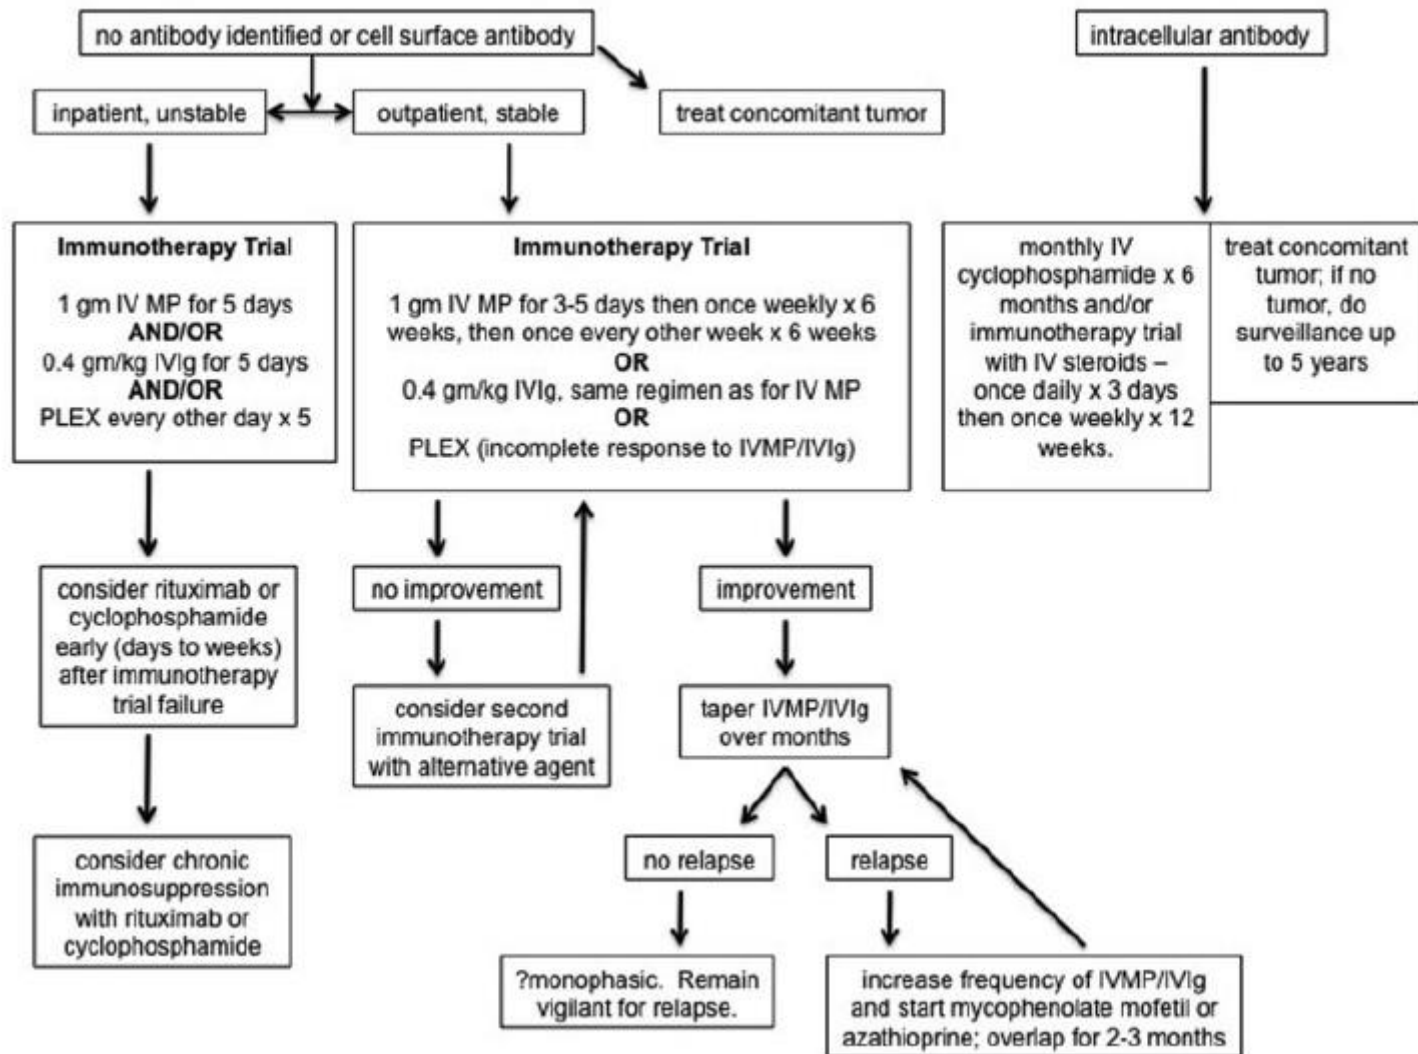 no antibody identified or cell surface antibody
intracellular antibody
inpatient, unstable
outpatient, stable
treat concomitant tumor
Immunotherapy Trial
1 gm IV MP for 5 days
AND/OR
0.4 gm/kg IVIg for 5 days
AND/OR
PLEX every other day x 5
Immunotherapy Trial
1 gm IV MP for 3-5 days then once weekly x 6
weeks, then once every other week x 6 weeks
OR
0.4 gm/kg IVIg, same regimen as for IV MP
OR
PLEX (incomplete response to IVMP/IVIg)
monthly IV
cyclophosphamide x 6
months and/or
immunotherapy trial
with IV steroids –
once daily x 3 days
then once weekly x 12
weeks.
treat concomitant
tumor; if no
tumor, do
surveillance up
to 5 years
consider rituximab or
cyclophosphamide
early (days to weeks)
after immunotherapy
trial failure
no improvement
improvement
consider second
immunotherapy trial
with alternative agent
taper IVMP/IVIg
over months
consider chronic
immunosuppression
with rituximab or
cyclophosphamide
no relapse
relapse
?monophasic. Remain
vigilant for relapse.
increase frequency of IVMP/IVIg
and start mycophenolate mofetil or
azathioprine; overlap for 2-3 months